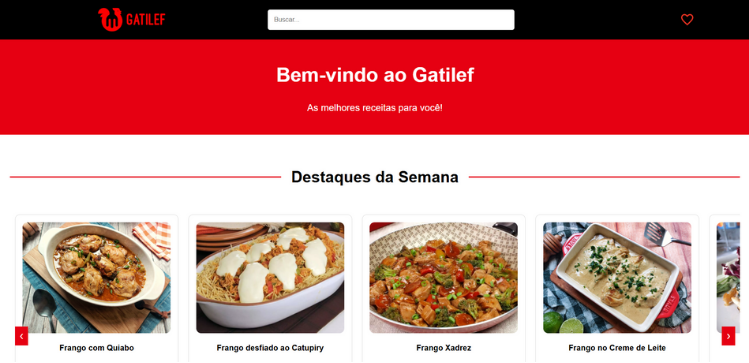 GATILEF
Buscar...
Bem-vindo ao Gatilef
As melhores receitas para você!
Destaques da Semana
‹ ›
Frango com Quiabo
Frango desfiado ao Catupiry
Frango Xadrez
Frango no Creme de Leite